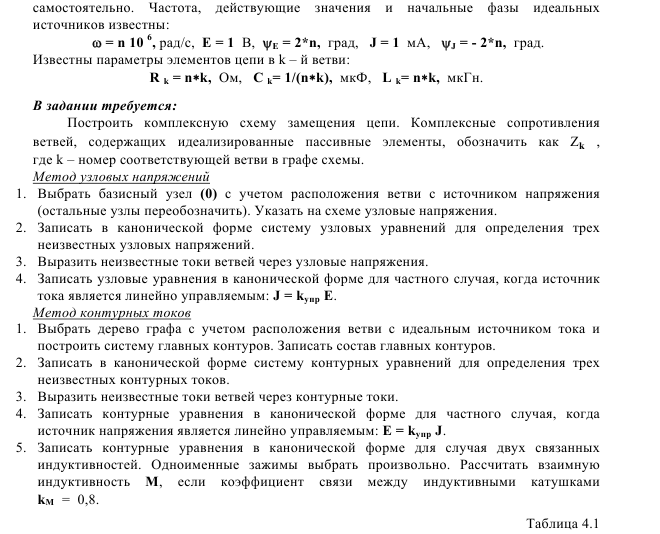 самостоятельно. Частота, действующие значения и начальные фазы идеальных
источников известны:
ω = n 10 ⁶, рад/с, E = 1 В, ψE = 2*n, град, J = 1 мА, ψJ = - 2*n, град.
Известны параметры элементов цепи в k – й ветви:
R k = n∗k, Ом, C k= 1/(n∗k), мкФ, L k= n∗k, мкГн.
В задании требуется:
Построить комплексную схему замещения цепи. Комплексные сопротивления
ветвей, содержащих идеализированные пассивные элементы, обозначить как Zk ,
где k – номер соответствующей ветви в графе схемы.
Метод узловых напряжений
1. Выбрать базисный узел (0) с учетом расположения ветви с источником напряжения
(остальные узлы переобозначить). Указать на схеме узловые напряжения.
2. Записать в канонической форме систему узловых уравнений для определения трех
неизвестных узловых напряжений.
3. Выразить неизвестные токи ветвей через узловые напряжения.
4. Записать узловые уравнения в канонической форме для частного случая, когда источник
тока является линейно управляемым: J = kупр E.
Метод контурных токов
1. Выбрать дерево графа с учетом расположения ветви с идеальным источником тока и
построить систему главных контуров. Записать состав главных контуров.
2. Записать в канонической форме систему контурных уравнений для определения трех
неизвестных контурных токов.
3. Выразить неизвестные токи ветвей через контурные токи.
4. Записать контурные уравнения в канонической форме для частного случая, когда
источник напряжения является линейно управляемым: E = kупр J.
5. Записать контурные уравнения в канонической форме для случая двух связанных
индуктивностей. Одноименные зажимы выбрать произвольно. Рассчитать взаимную
индуктивность M, если коэффициент связи между индуктивными катушками
kM = 0,8.
Таблица 4.1